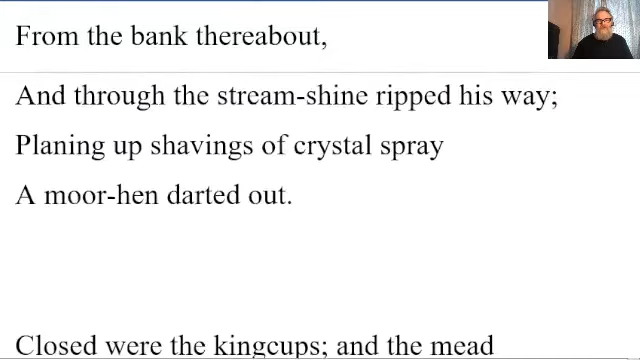 From the bank thereabout,
And through the stream-shine ripped his way;
Planing up shavings of crystal spray
A moor-hen darted out.
Closed were the kingcups; and the mead